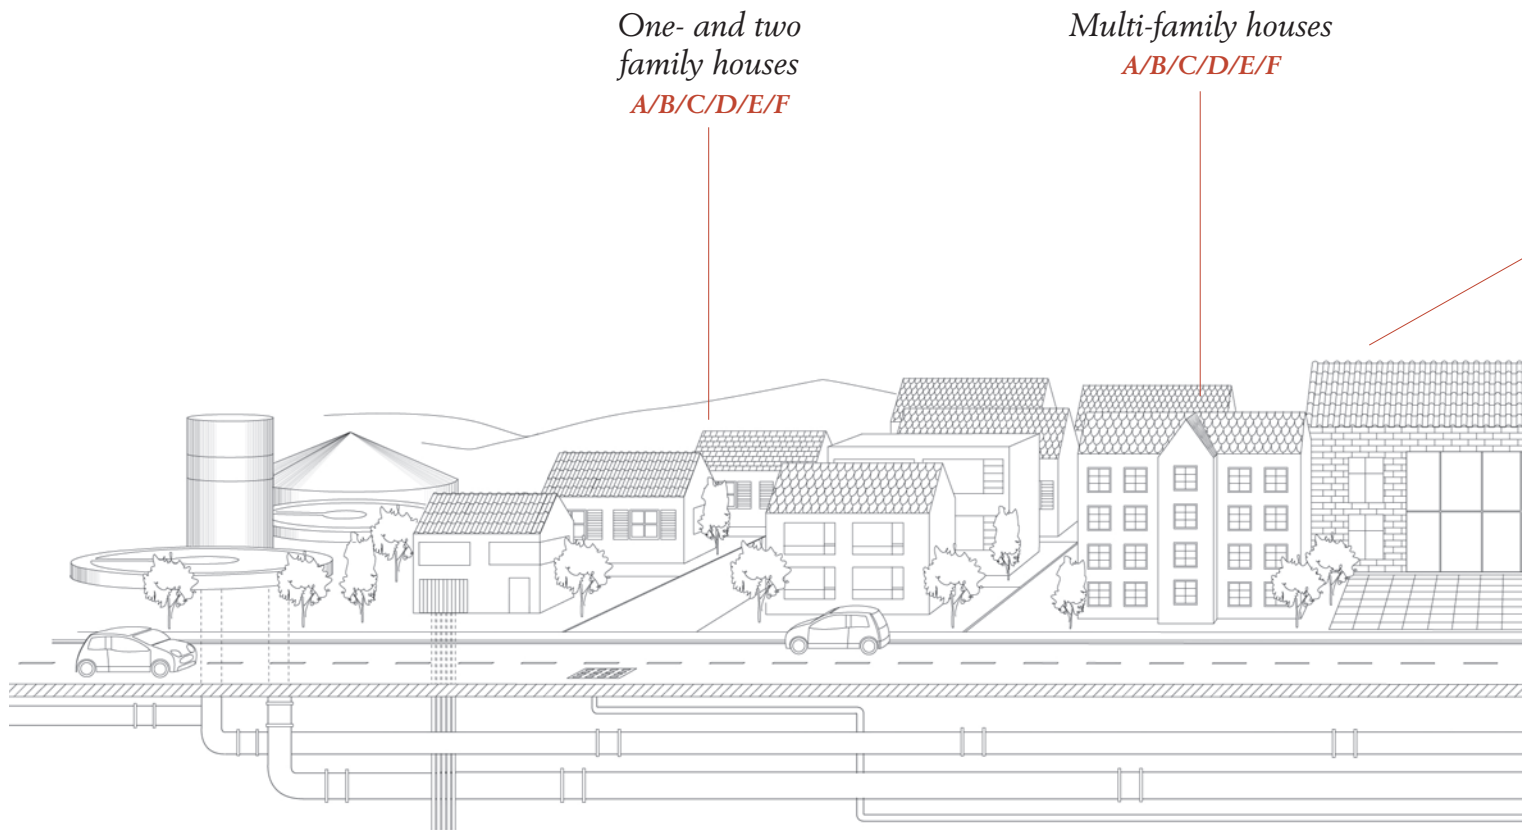 One- and two
family houses
A/B/C/D/E/F
Multi-family houses
A/B/C/D/E/F